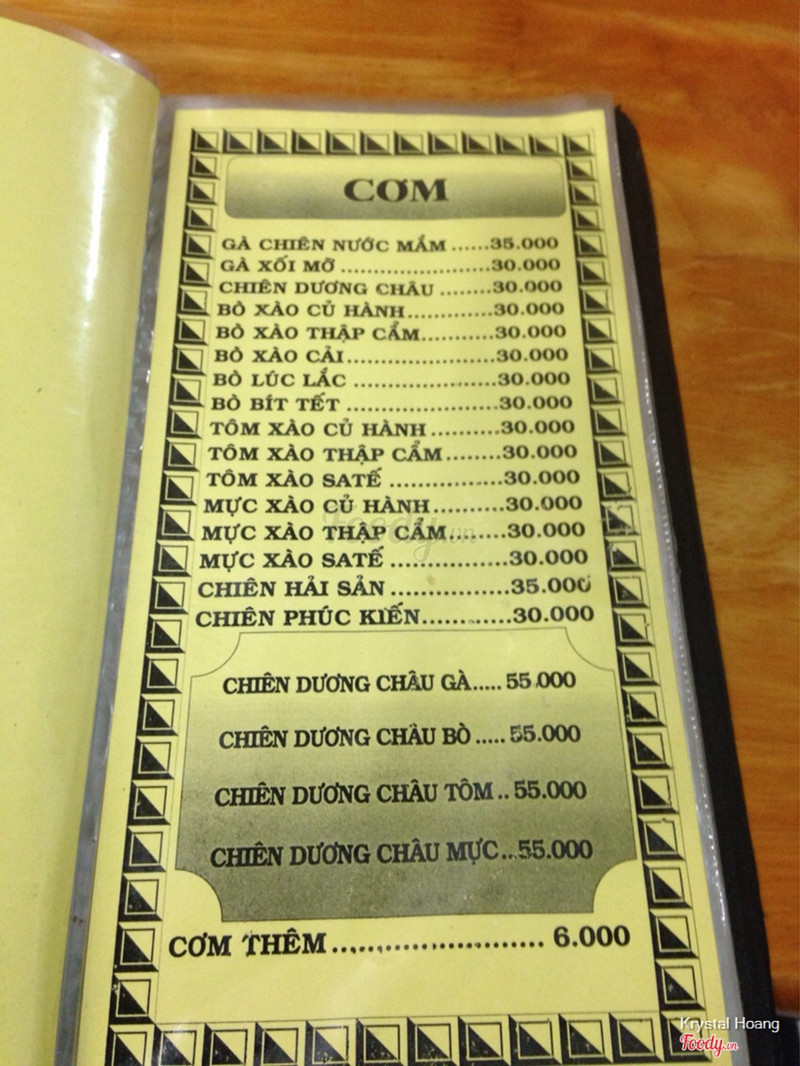 CƠM
GÀ CHIÊN NƯỚC MẮM ......35.000
GÀ XỐI MỠ ......................30.000
CHIÊN DƯƠNG CHÂU ........30.000
BÒ XÀO CỦ HÀNH.............30.000
BÒ XÀO THẬP CẨM...........30.000
BÒ XÀO CẢI......................30.000
BÒ LÚC LẮC .....................30.000
BÒ BÍT TẾT ......................30.000
TÔM XÀO CỦ HÀNH ..........30.000
TÔM XÀO THẬP CẨM........30.000
TÔM XÀO SATẾ ................30.000
MỰC XÀO CỦ HÀNH..........30.000
MỰC XÀO THẬP CẨM........30.000
MỰC XÀO SATẾ .................30.000
CHIÊN HẢI SẢN .................35.000
CHIÊN PHÚC KIẾN............30.000
CHIÊN DƯƠNG CHÂU GÀ..... 55.000
CHIÊN DƯƠNG CHÂU BÒ ..... 55.000
CHIÊN DƯƠNG CHÂU TÔM .. 55.000
CHIÊN DƯƠNG CHÂU MỰC.. 55.000
CƠM THÊM ......................... 6.000
Krystal Hoang
Foody.vn